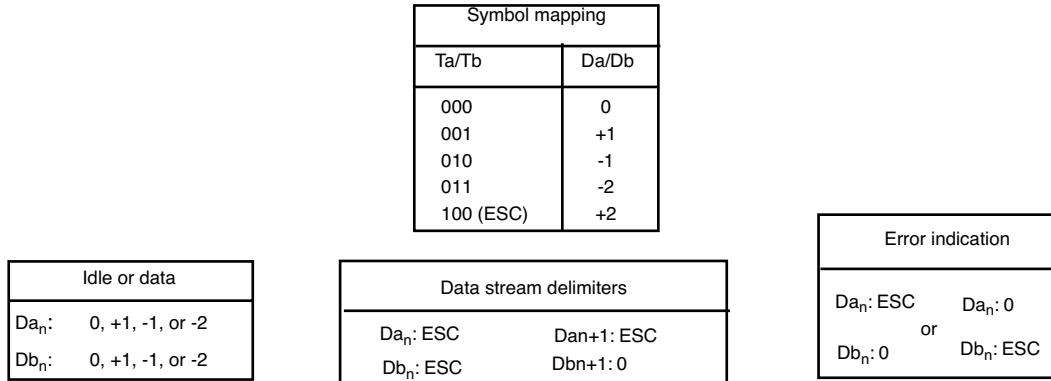 Symbol mapping
Ta/Tb Da/Db
000 0
001 +1
010 -1
011 -2
100 (ESC) +2
Idle or data
Daₙ: 0, +1, -1, or -2
Dbₙ: 0, +1, -1, or -2
Data stream delimiters
Daₙ: ESC Dan+1: ESC
Dbₙ: ESC Dbn+1: 0
Error indication
Daₙ: ESC Daₙ: 0
or
Dbₙ: 0 Dbₙ: ESC